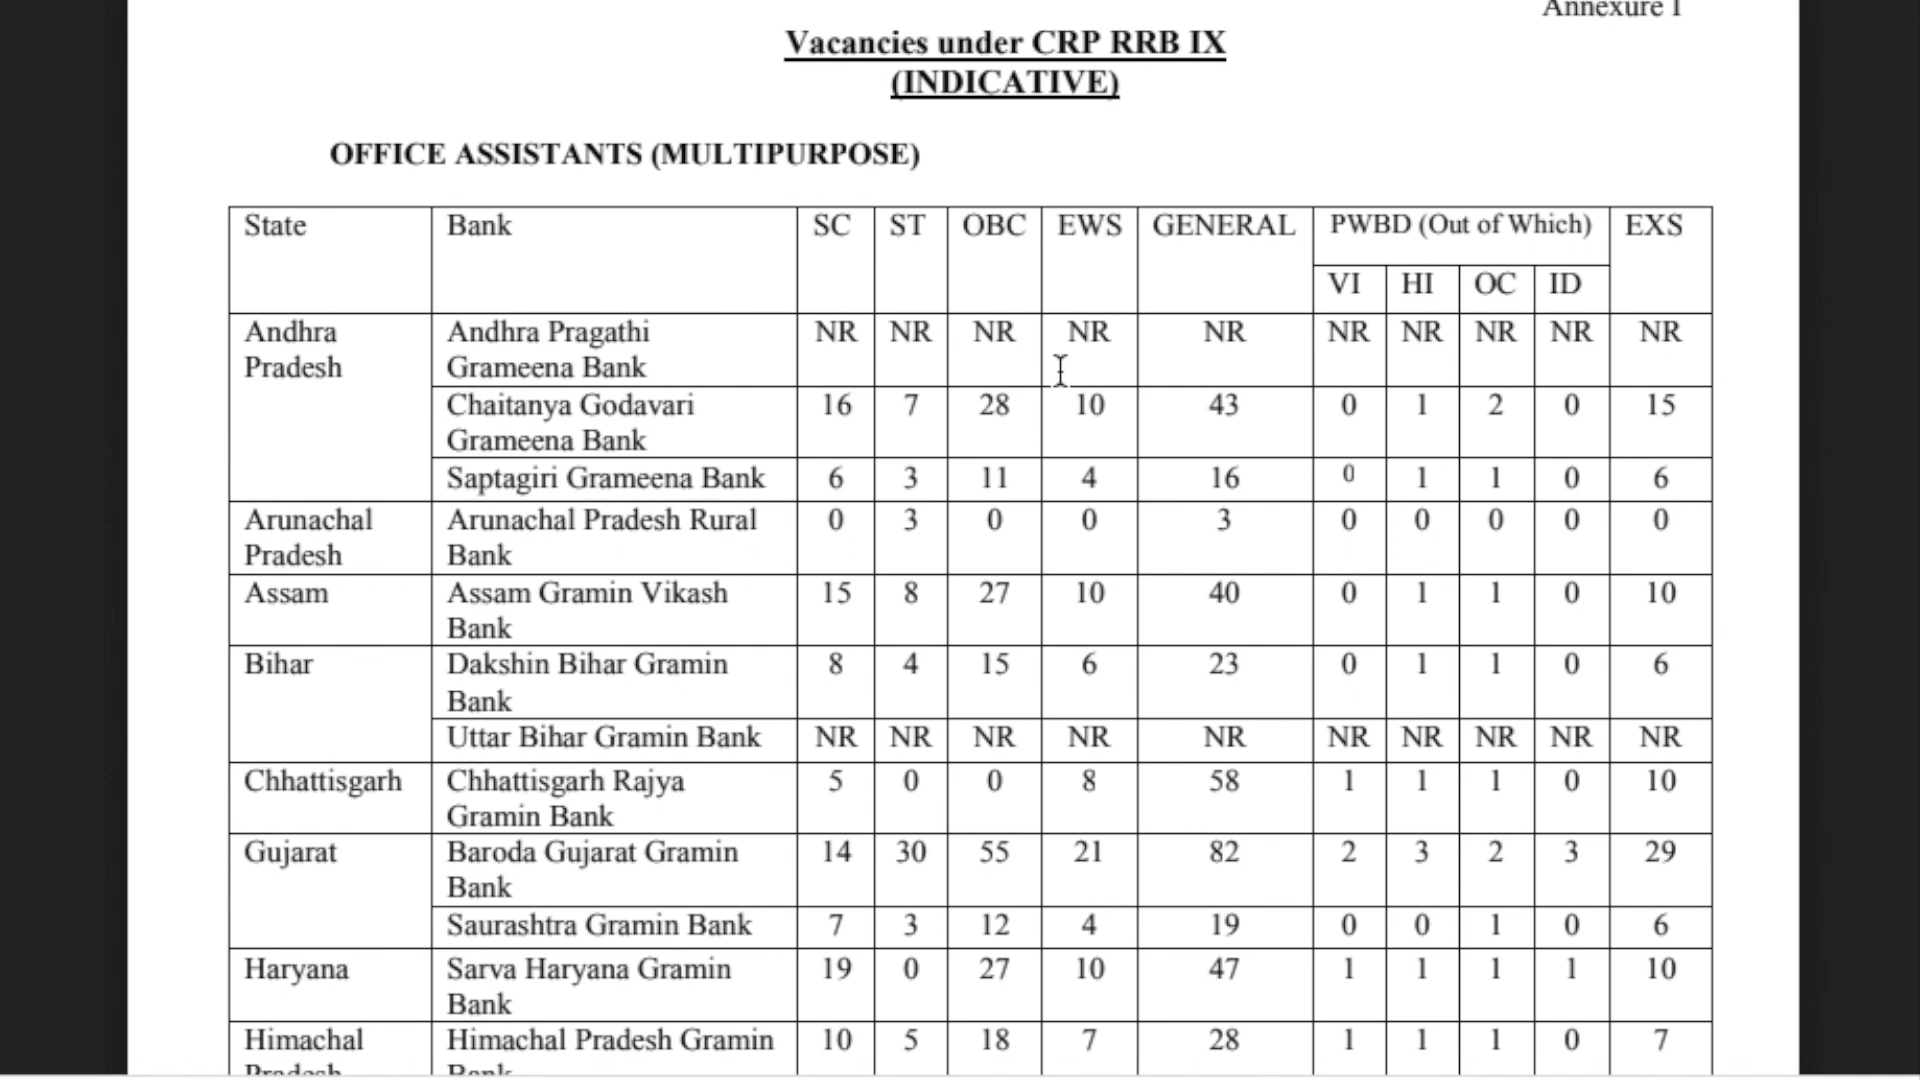 Annexure I
Vacancies under CRP RRB IX
(INDICATIVE)
OFFICE ASSISTANTS (MULTIPURPOSE)
State Bank SC ST OBC EWS GENERAL PWBD (Out of Which) EXS
VI HI OC ID
Andhra Andhra Pragathi NR NR NR NR NR NR NR NR NR NR
Pradesh Grameena Bank
Chaitanya Godavari 16 7 28 10 43 0 1 2 0 15
Grameena Bank
Saptagiri Grameena Bank 6 3 11 4 16 0 1 1 0 6
Arunachal Arunachal Pradesh Rural 0 3 0 0 3 0 0 0 0 0
Pradesh Bank
Assam Assam Gramin Vikash 15 8 27 10 40 0 1 1 0 10
Bank
Bihar Dakshin Bihar Gramin 8 4 15 6 23 0 1 1 0 6
Bank
Uttar Bihar Gramin Bank NR NR NR NR NR NR NR NR NR NR
Chhattisgarh Chhattisgarh Rajya 5 0 0 8 58 1 1 1 0 10
Gramin Bank
Gujarat Baroda Gujarat Gramin 14 30 55 21 82 2 3 2 3 29
Bank
Saurashtra Gramin Bank 7 3 12 4 19 0 0 1 0 6
Haryana Sarva Haryana Gramin 19 0 27 10 47 1 1 1 1 10
Bank
Himachal Himachal Pradesh Gramin 10 5 18 7 28 1 1 1 0 7
Pradesh Bank